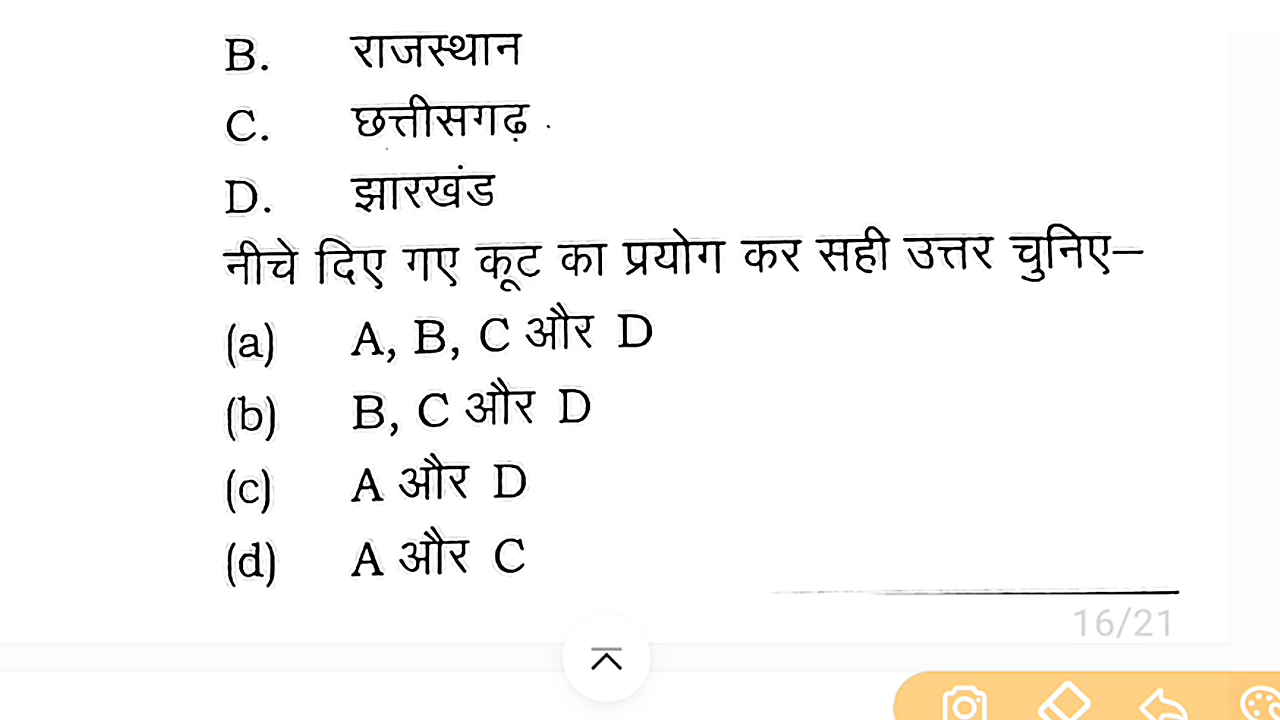 B. राजस्थान
C. छत्तीसगढ़
D. झारखंड
नीचे दिए गए कूट का प्रयोग कर सही उत्तर चुनिए–
(a) A, B, C और D
(b) B, C और D
(c) A और D
(d) A और C
16/21